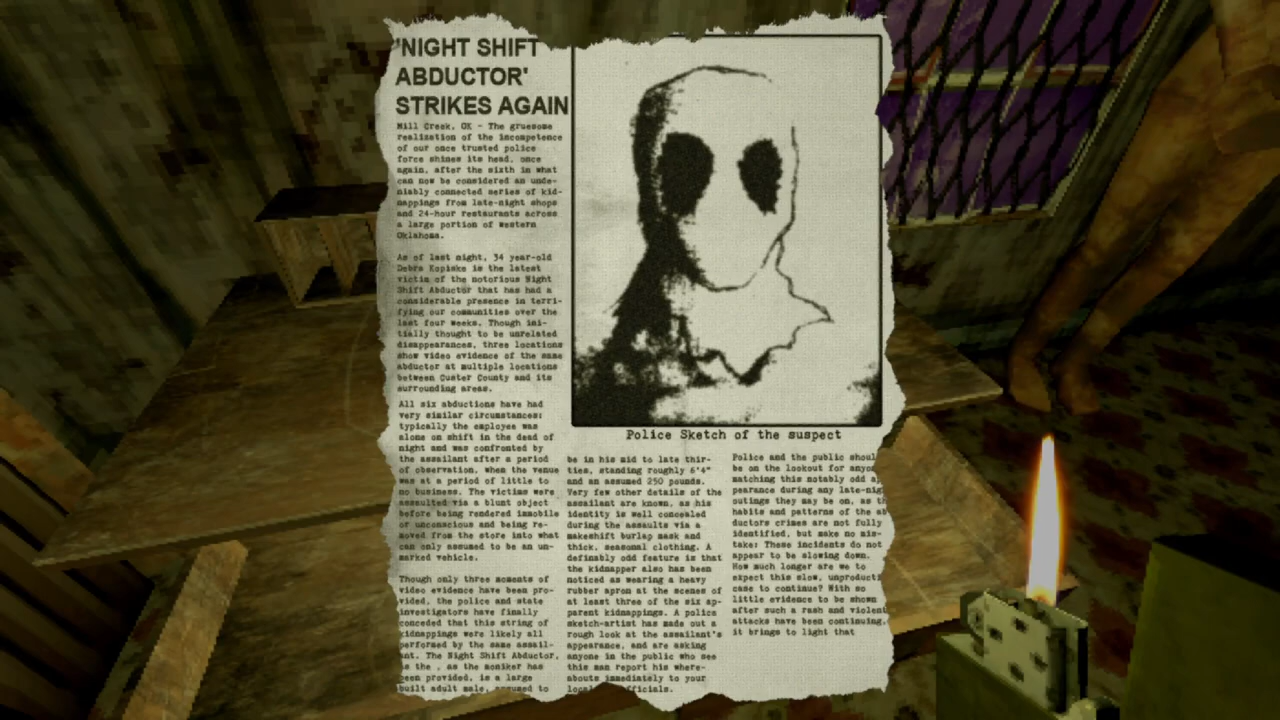 'NIGHT SHIFT
ABDUCTOR'
STRIKES AGAIN
Mill Creek, OK - The gruesome
realization of the incompetence
of our once trusted police
force shines its head, once
again, after the sixth in what
can now be considered an unde-
niably connected series of kid-
nappings from late-night shops
and 24-hour restaurants across
a large portion of western
Oklahoma.
As of last night, 34 year-old
Debra Kopiske is the latest
victim of the notorious Night
Shift Abductor that has had a
considerable presence in terri-
fying our communities over the
last four weeks. Though ini-
tially thought to be unrelated
disappearances, three locations
show video evidence of the same
abductor at multiple locations
between Custer County and its
surrounding areas.
All six abductions have had
very similar circumstances:
typically the employee was
alone on shift in the dead of
night and was confronted by
the assailant after a period
of observation, when the venue
was at a period of little to
no business. The victims were
assaulted via a blunt object
before being rendered immobile
or unconscious and being re-
moved from the store into what
can only assumed to be an un-
marked vehicle.
Though only three moments of
video evidence have been pro-
vided, the police and state
investigators have finally
conceded that this string of
kidnappings were likely all
performed by the same assail-
ant. The Night Shift Abductor,
as the , as the moniker has
been provided, is a large
built adult male, assumed to
Police Sketch of the suspect
be in his mid to late thir-
ties, standing roughly 6'4"
and an assumed 250 pounds.
Very few other details of the
assailant are known, as his
identity is well concealed
during the assaults via a
makeshift burlap mask and
thick, seasonal clothing. A
definably odd feature is that
the kidnapper also has been
noticed as wearing a heavy
rubber apron at the scenes of
at least three of the six ap-
parent kidnappings. A police
sketch-artist has made out a
rough look at the assailant's
appearance, and are asking
anyone in the public who see
this man report his where-
abouts immediately to your
local officials.
Police and the public shoul
be on the lookout for anyon
matching this notably odd ap
pearance during any late-nig
outings they may be on, as th
habits and patterns of the ab
ductors crimes are not fully
identified, but make no mis-
take: These incidents do not
appear to be slowing down.
How much longer are we to
expect this slow, unproducti
case to continue? With so
little evidence to be shown
after such a rash and violent
attacks have been continuing,
it brings to light that